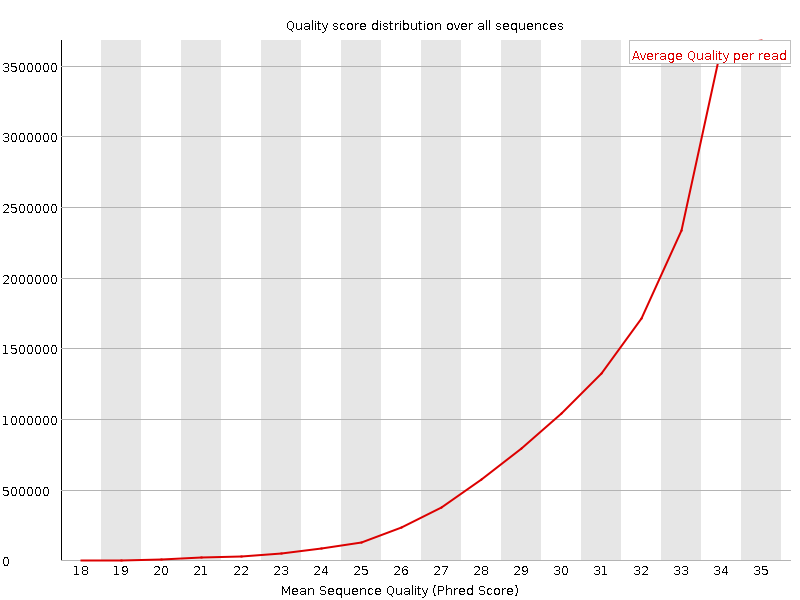 Quality score distribution over all sequences
Average Quality per read
3500000
3000000
2500000
2000000
1500000
1000000
500000
0
18 19 20 21 22 23 24 25 26 27 28 29 30 31 32 33 34 35
Mean Sequence Quality (Phred Score)